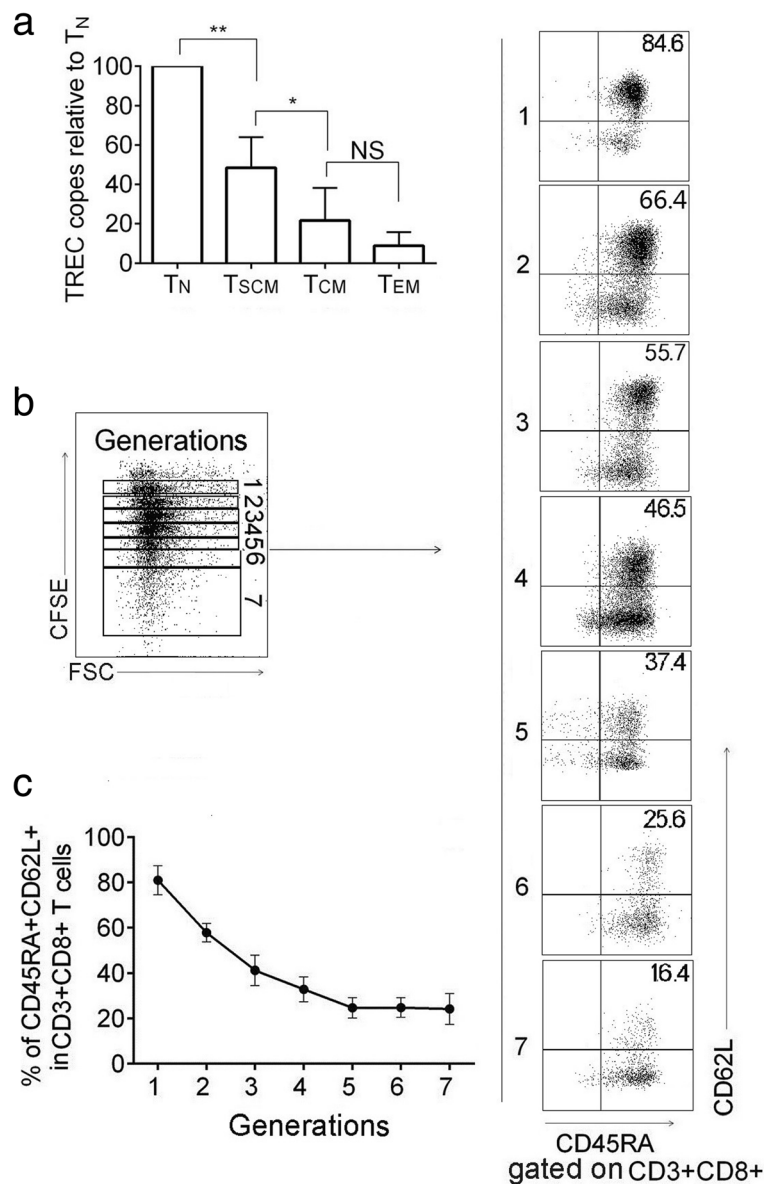 a
TREC copes relative to TN
100
80
60
40
20
0
**
*
NS
TN TSCM TCM TEM
b
Generations
1 2 3 4 5 6 7
CFSE
FSC
c
% of CD45RA+CD62L+
in CD3+CD8+ T cells
100
80
60
40
20
0
1 2 3 4 5 6 7
Generations
1 84.6
2 66.4
3 55.7
4 46.5
5 37.4
6 25.6
7 16.4
CD62L
CD45RA
gated on CD3+CD8+